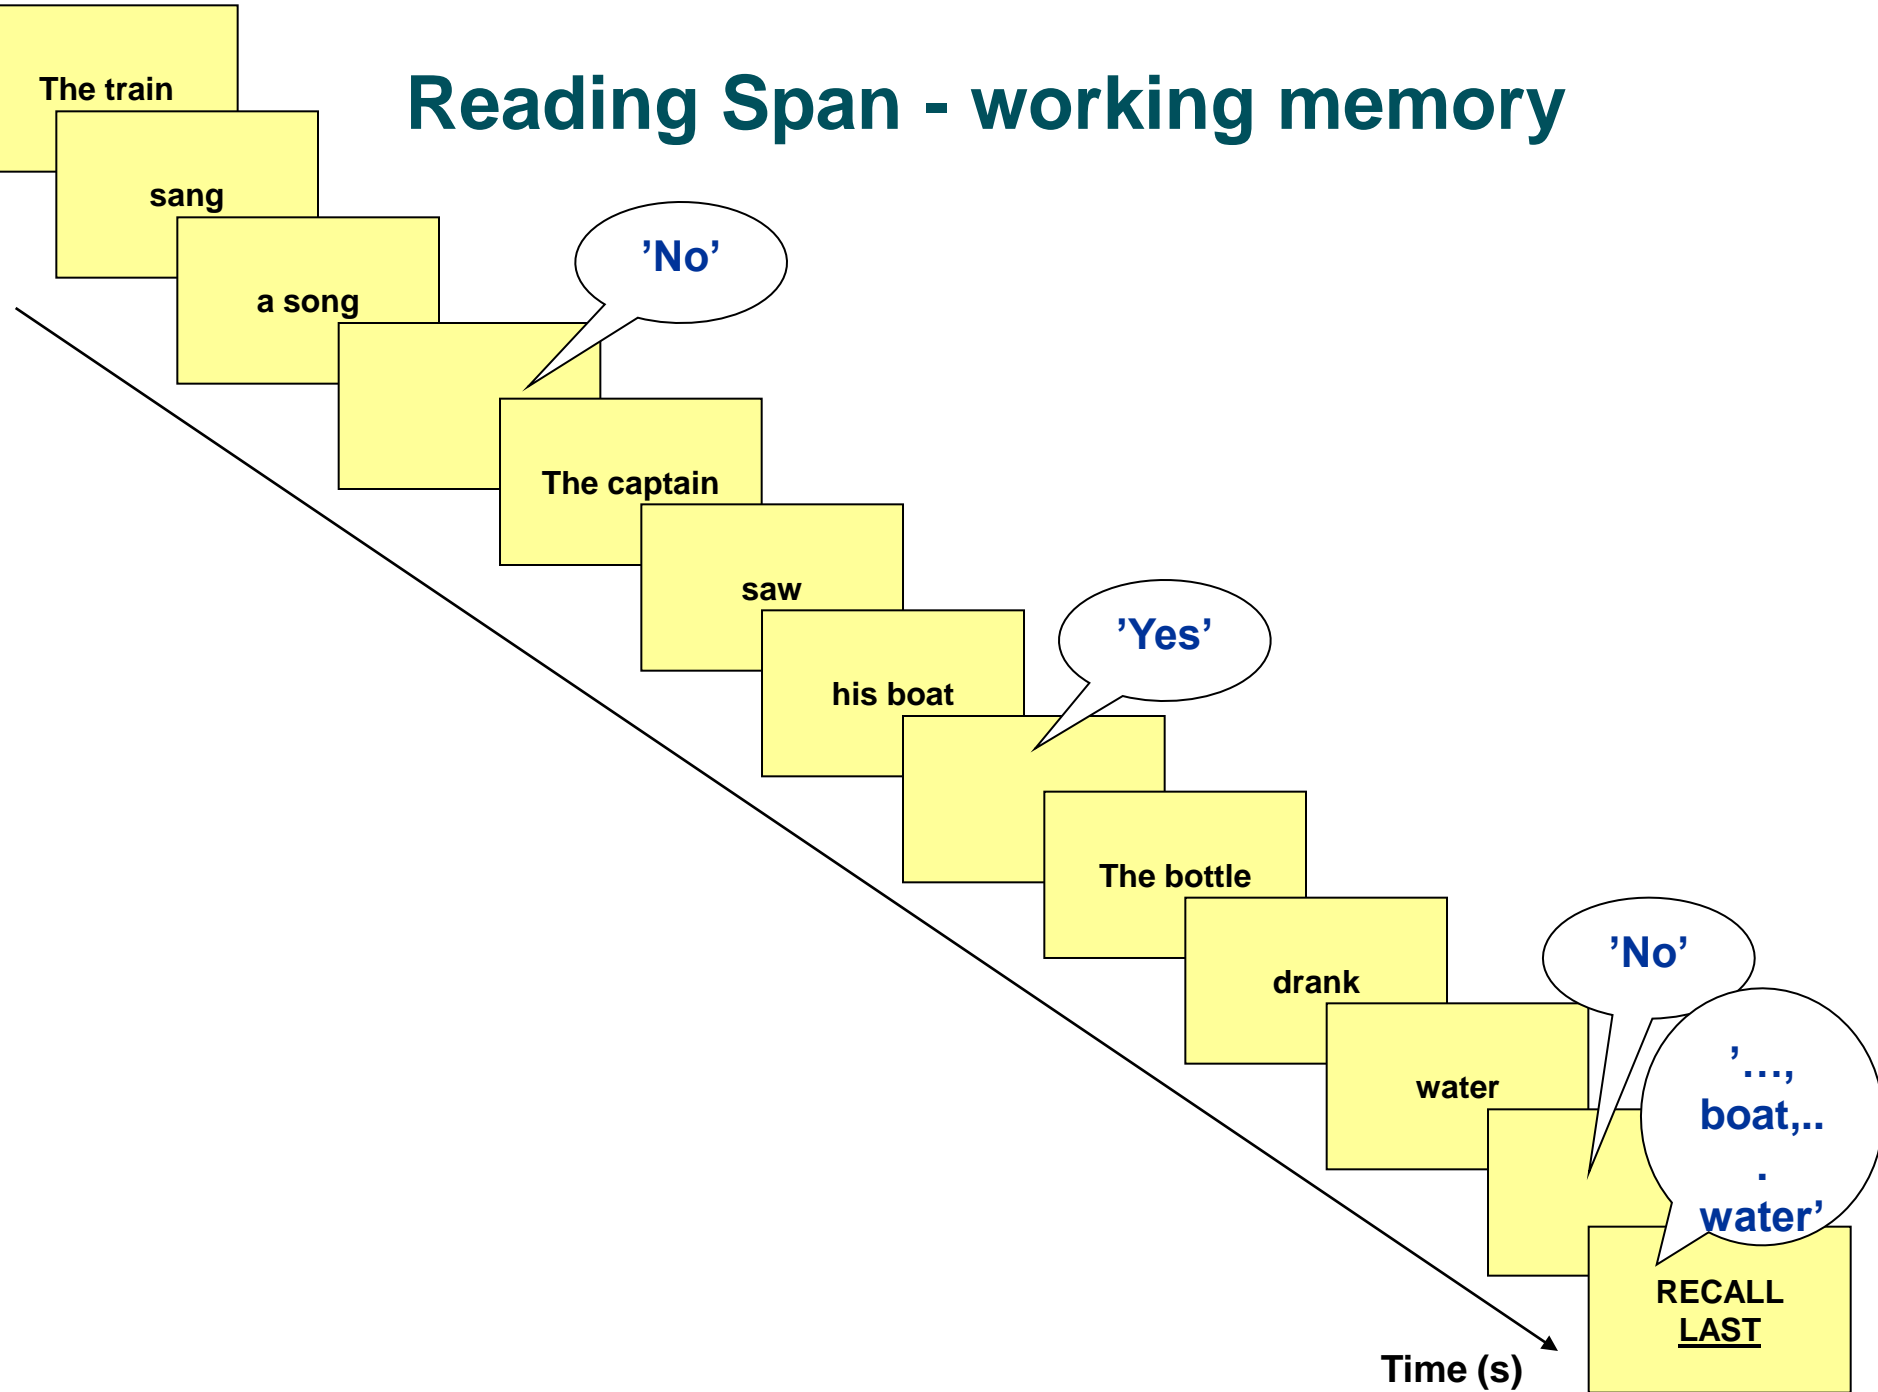 Reading Span - working memory
The train
sang
a song
’No’
The captain
saw
his boat
’Yes’
The bottle
drank
water
’No’
’...,
boat,..
.
water’
RECALL
LAST
Time (s)